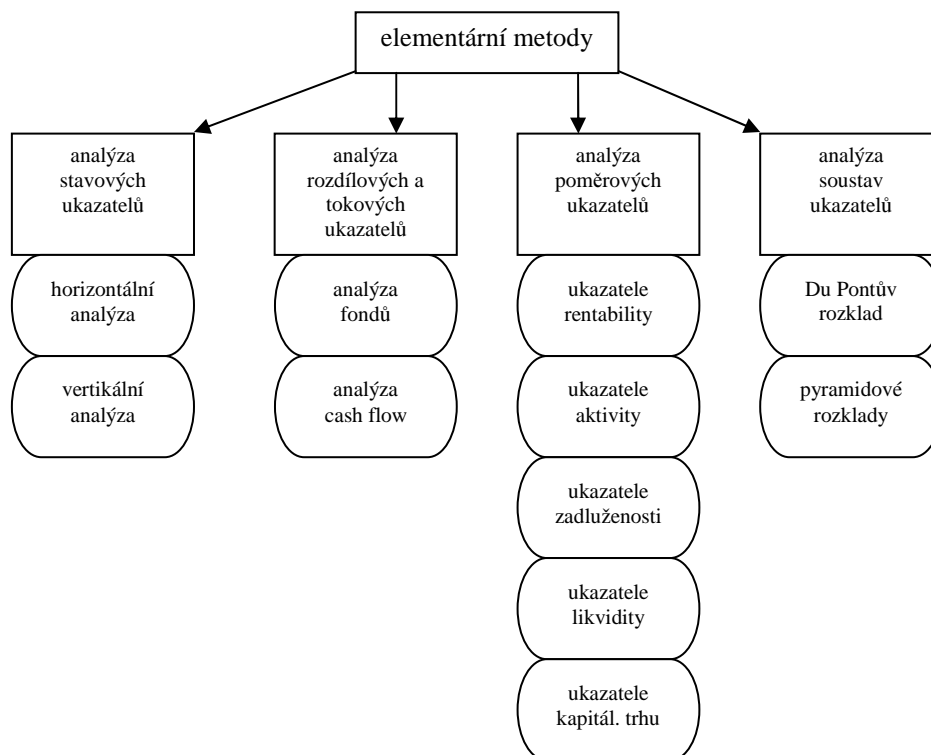 elementární metody
analýza
stavových
ukazatelů
analýza
rozdílových a
tokových
ukazatelů
analýza
poměrových
ukazatelů
analýza
soustav
ukazatelů
horizontální
analýza
vertikální
analýza
analýza
fondů
analýza
cash flow
ukazatele
rentability
ukazatele
aktivity
ukazatele
zadluženosti
ukazatele
likvidity
ukazatele
kapitál. trhu
Du Pontův
rozklad
pyramidové
rozklady